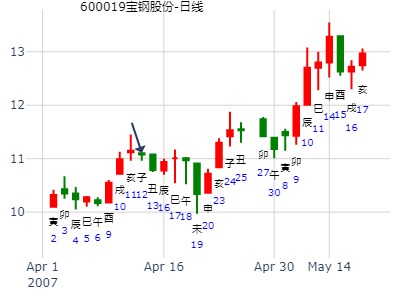 600019宝钢股份-日线
13
12
11
10
寅
2
卯
3
辰
4
巳
5
午
6
酉
9
戌
10
亥
11
子
12
丑
13
辰
16
巳
17
午
18
未
19
申
20
亥
23
子
24
丑
25
卯
27
午
30
寅
8
卯
9
辰
10
巳
11
申
14
酉
15
戌
16
亥
17
Apr 1
2007
Apr 16
Apr 30
May 14